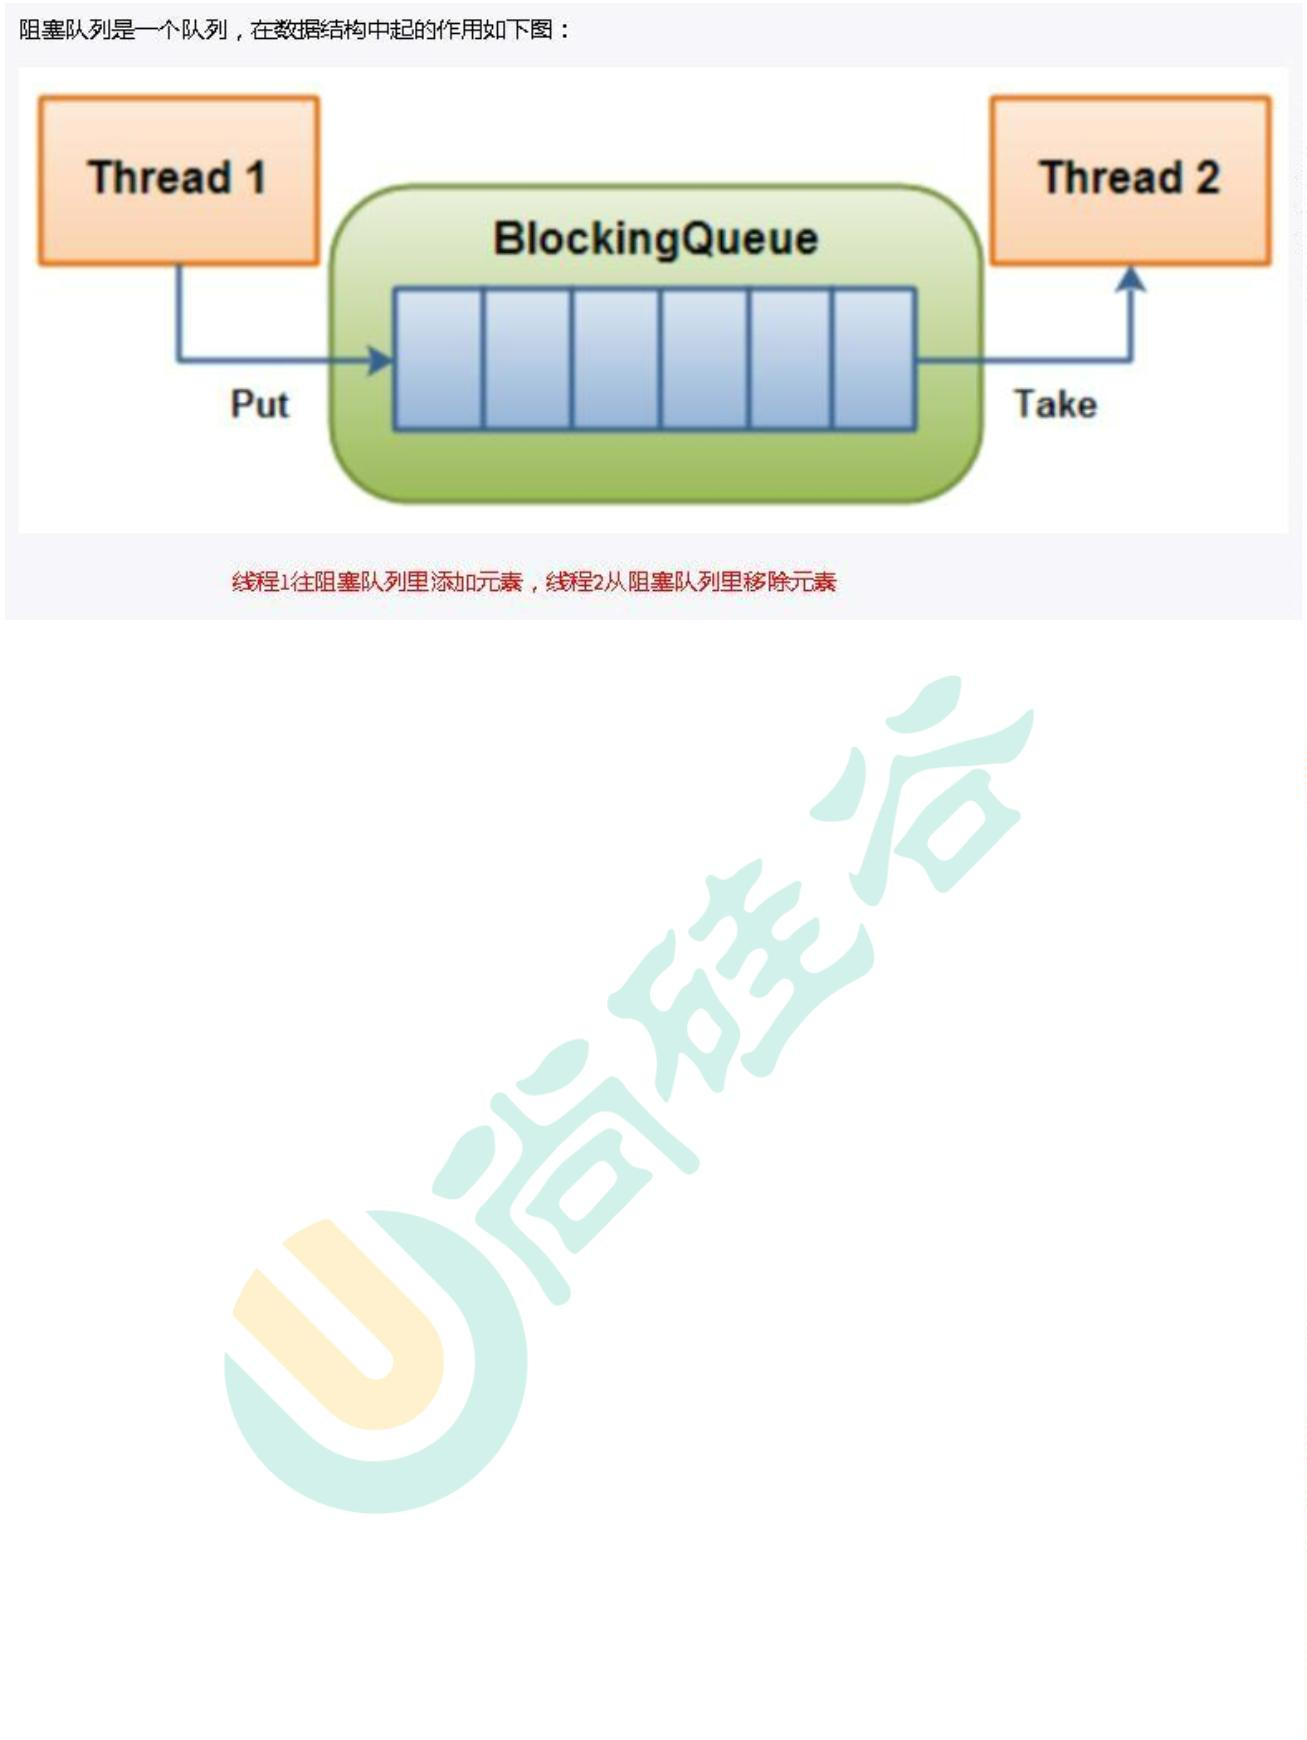 阻塞队列是一个队列，在数据结构中起的作用如下图：
Thread 1
Thread 2
BlockingQueue
Put
Take
线程1往阻塞队列里添加元素，线程2从阻塞队列里移除元素
尚硅谷